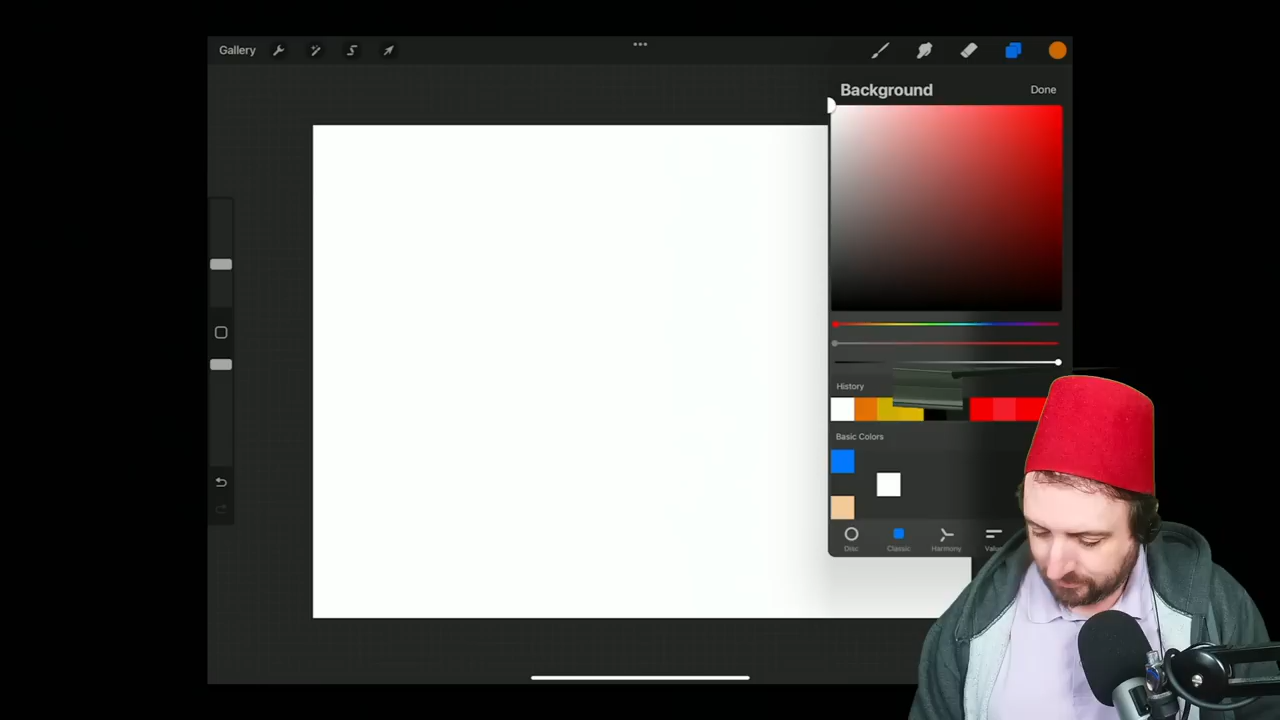 Gallery
Background
Done
History
Basic Colors
Disc
Classic
Harmony